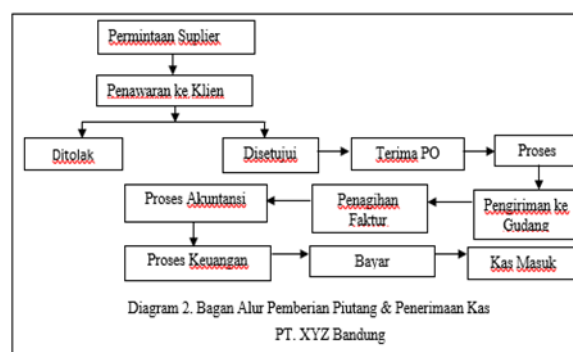 Permintaan Suplier
Penawaran ke Klien
Ditolak
Disetujui
Terima PO
Proses
Pengiriman ke
Gudang
Penagihan
Faktur
Proses Akuntansi
Proses Keuangan
Bayar
Kas Masuk
Diagram 2. Bagan Alur Pemberian Piutang & Penerimaan Kas
PT. XYZ Bandung